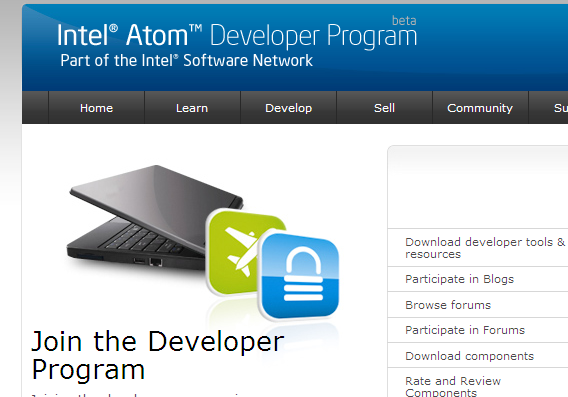 beta
Intel® Atom™ Developer Program
Part of the Intel® Software Network
Home Learn Develop Sell Community Su
Download developer tools &
resources
Participate in Blogs
Browse forums
Participate in Forums
Download components
Rate and Review
Components
Join the Developer
Program